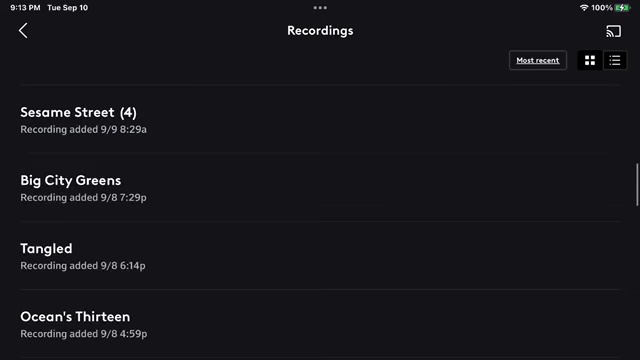 9:13 PM Tue Sep 10
100%
Recordings
Most recent
Sesame Street (4)
Recording added 9/9 8:29a
Big City Greens
Recording added 9/8 7:29p
Tangled
Recording added 9/8 6:14p
Ocean's Thirteen
Recording added 9/8 4:59p